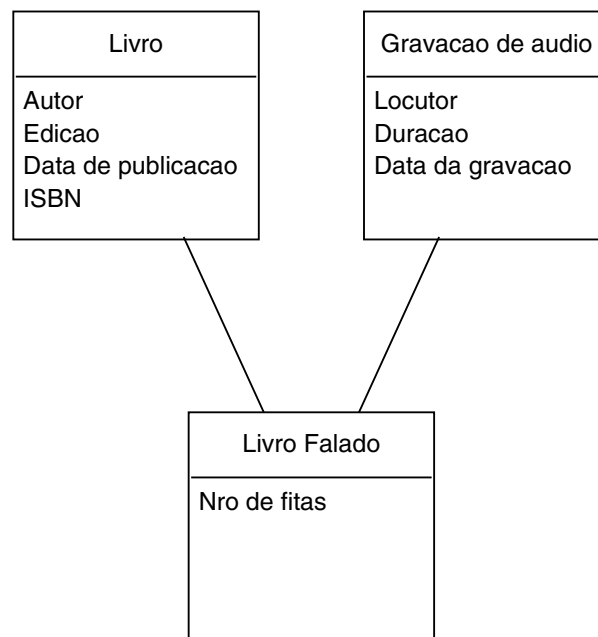 Livro
Autor
Edicao
Data de publicacao
ISBN
Gravacao de audio
Locutor
Duracao
Data da gravacao
Livro Falado
Nro de fitas